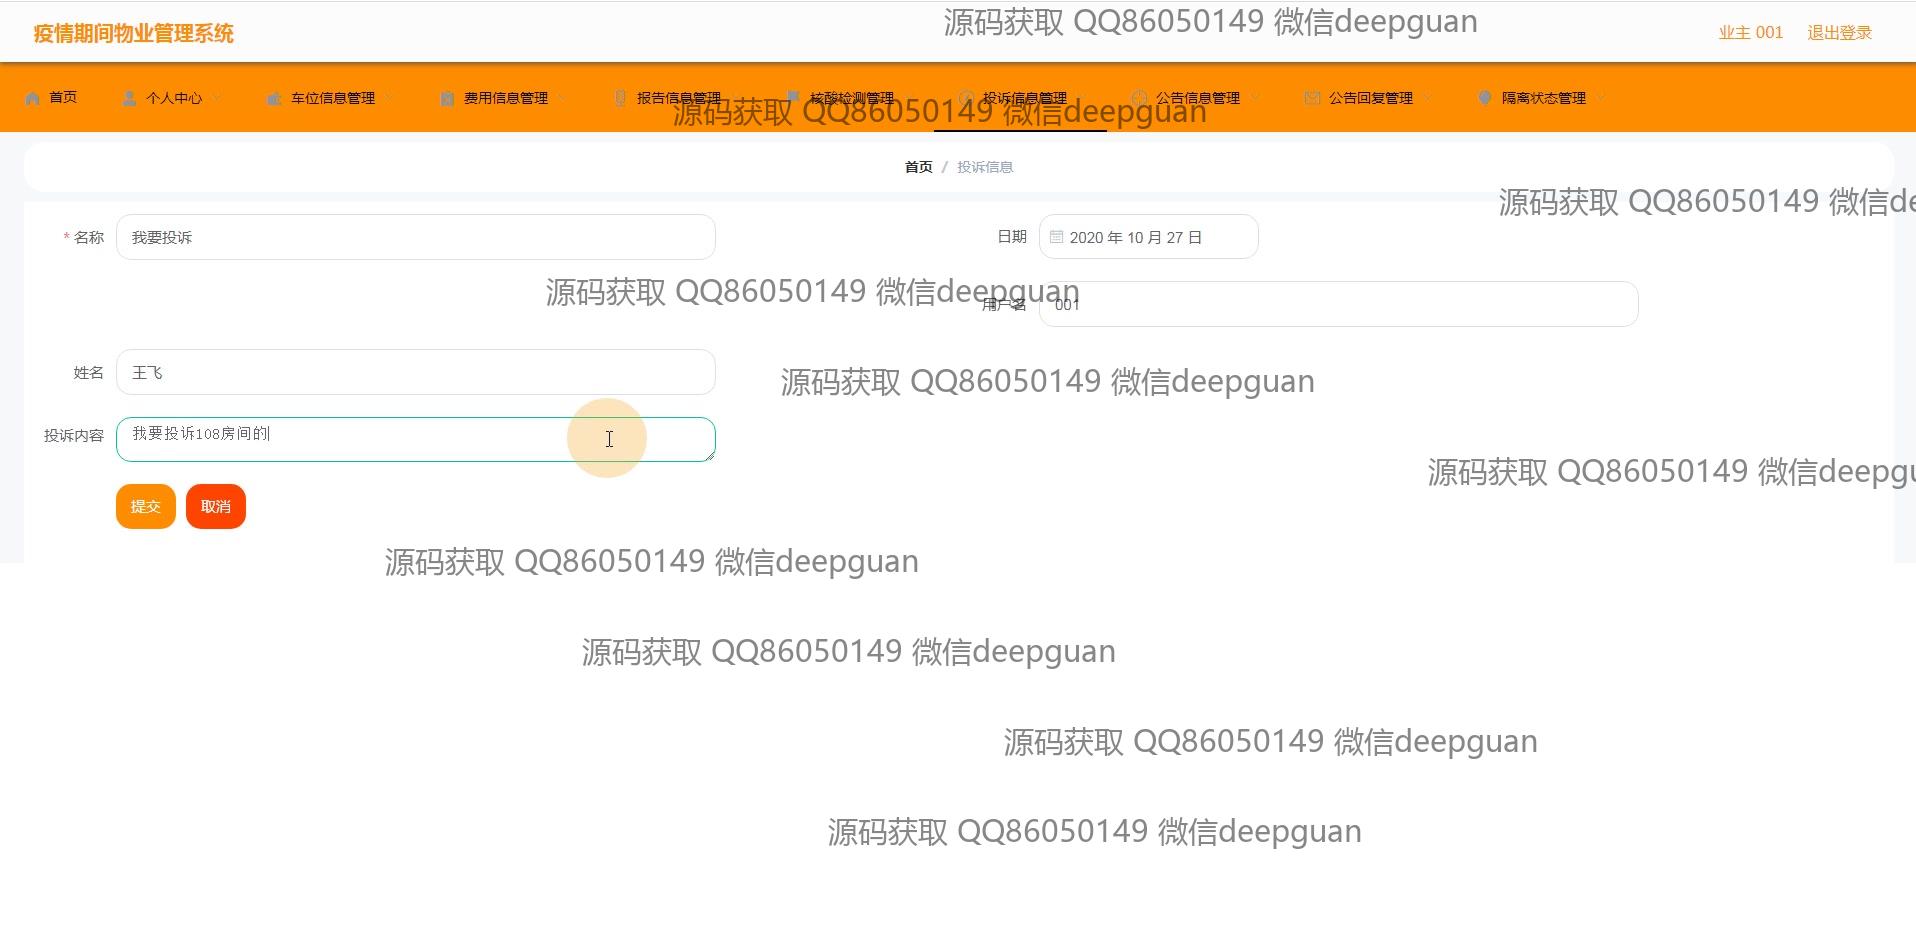 疫情期间物业管理系统
源码获取 QQ86050149 微信deepguan
业主 001 退出登录
首页 个人中心 车位信息管理 费用信息管理 报告信息管理 核酸检测管理 投诉信息管理 公告信息管理 公告回复管理 隔离状态管理
源码获取 QQ86050149 微信deepguan
首页 / 投诉信息
源码获取 QQ86050149 微信de
* 名称 我要投诉 日期 2020 年 10 月 27 日
源码获取 QQ86050149 微信deepguan
用户名 001
姓名 王飞
源码获取 QQ86050149 微信deepguan
投诉内容 我要投诉108房间的
源码获取 QQ86050149 微信deepgu
提交 取消
源码获取 QQ86050149 微信deepguan
源码获取 QQ86050149 微信deepguan
源码获取 QQ86050149 微信deepguan
源码获取 QQ86050149 微信deepguan